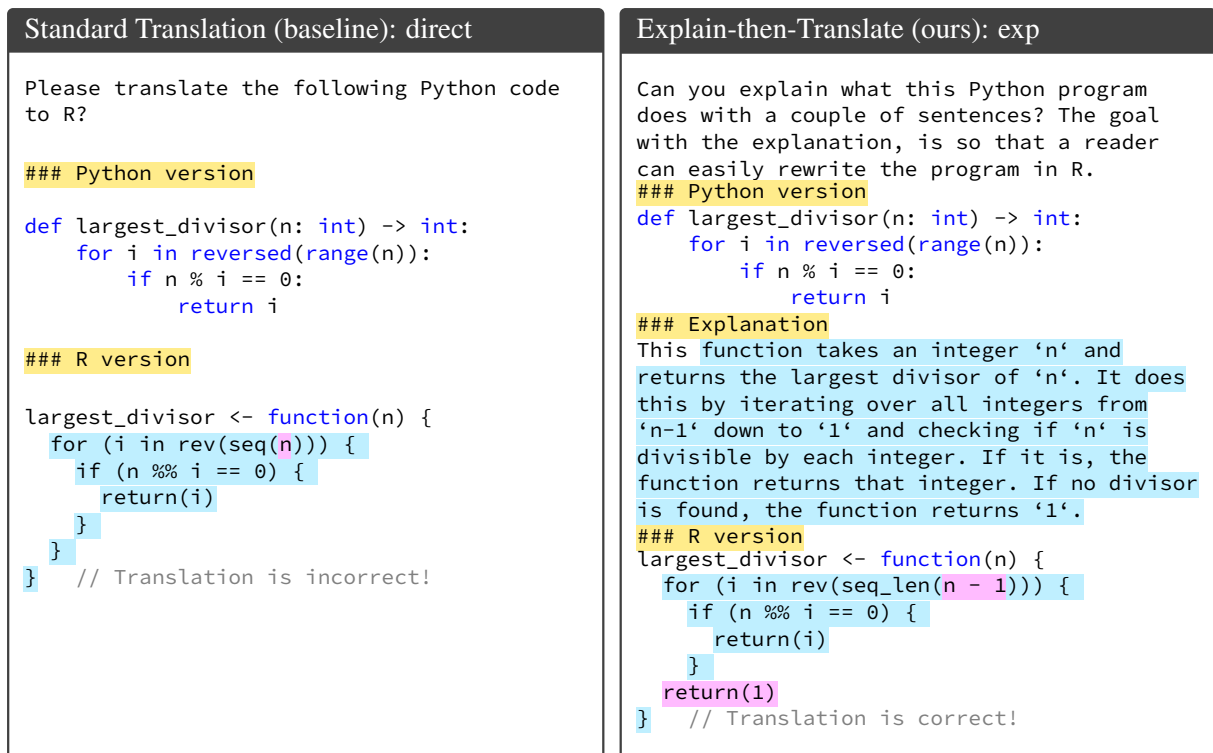 Standard Translation (baseline): direct
Please translate the following Python code
to R?
### Python version
def largest_divisor(n: int) -> int:
    for i in reversed(range(n)):
        if n % i == 0:
            return i
### R version
largest_divisor <- function(n) {
  for (i in rev(seq(n))) {
    if (n %% i == 0) {
      return(i)
    }
  }
}   // Translation is incorrect!
Explain-then-Translate (ours): exp
Can you explain what this Python program
does with a couple of sentences? The goal
with the explanation, is so that a reader
can easily rewrite the program in R.
### Python version
def largest_divisor(n: int) -> int:
    for i in reversed(range(n)):
        if n % i == 0:
            return i
### Explanation
This function takes an integer ‘n‘ and
returns the largest divisor of ‘n‘. It does
this by iterating over all integers from
‘n-1‘ down to ‘1‘ and checking if ‘n‘ is
divisible by each integer. If it is, the
function returns that integer. If no divisor
is found, the function returns ‘1‘.
### R version
largest_divisor <- function(n) {
  for (i in rev(seq_len(n - 1))) {
    if (n %% i == 0) {
      return(i)
    }
  return(1)
}   // Translation is correct!